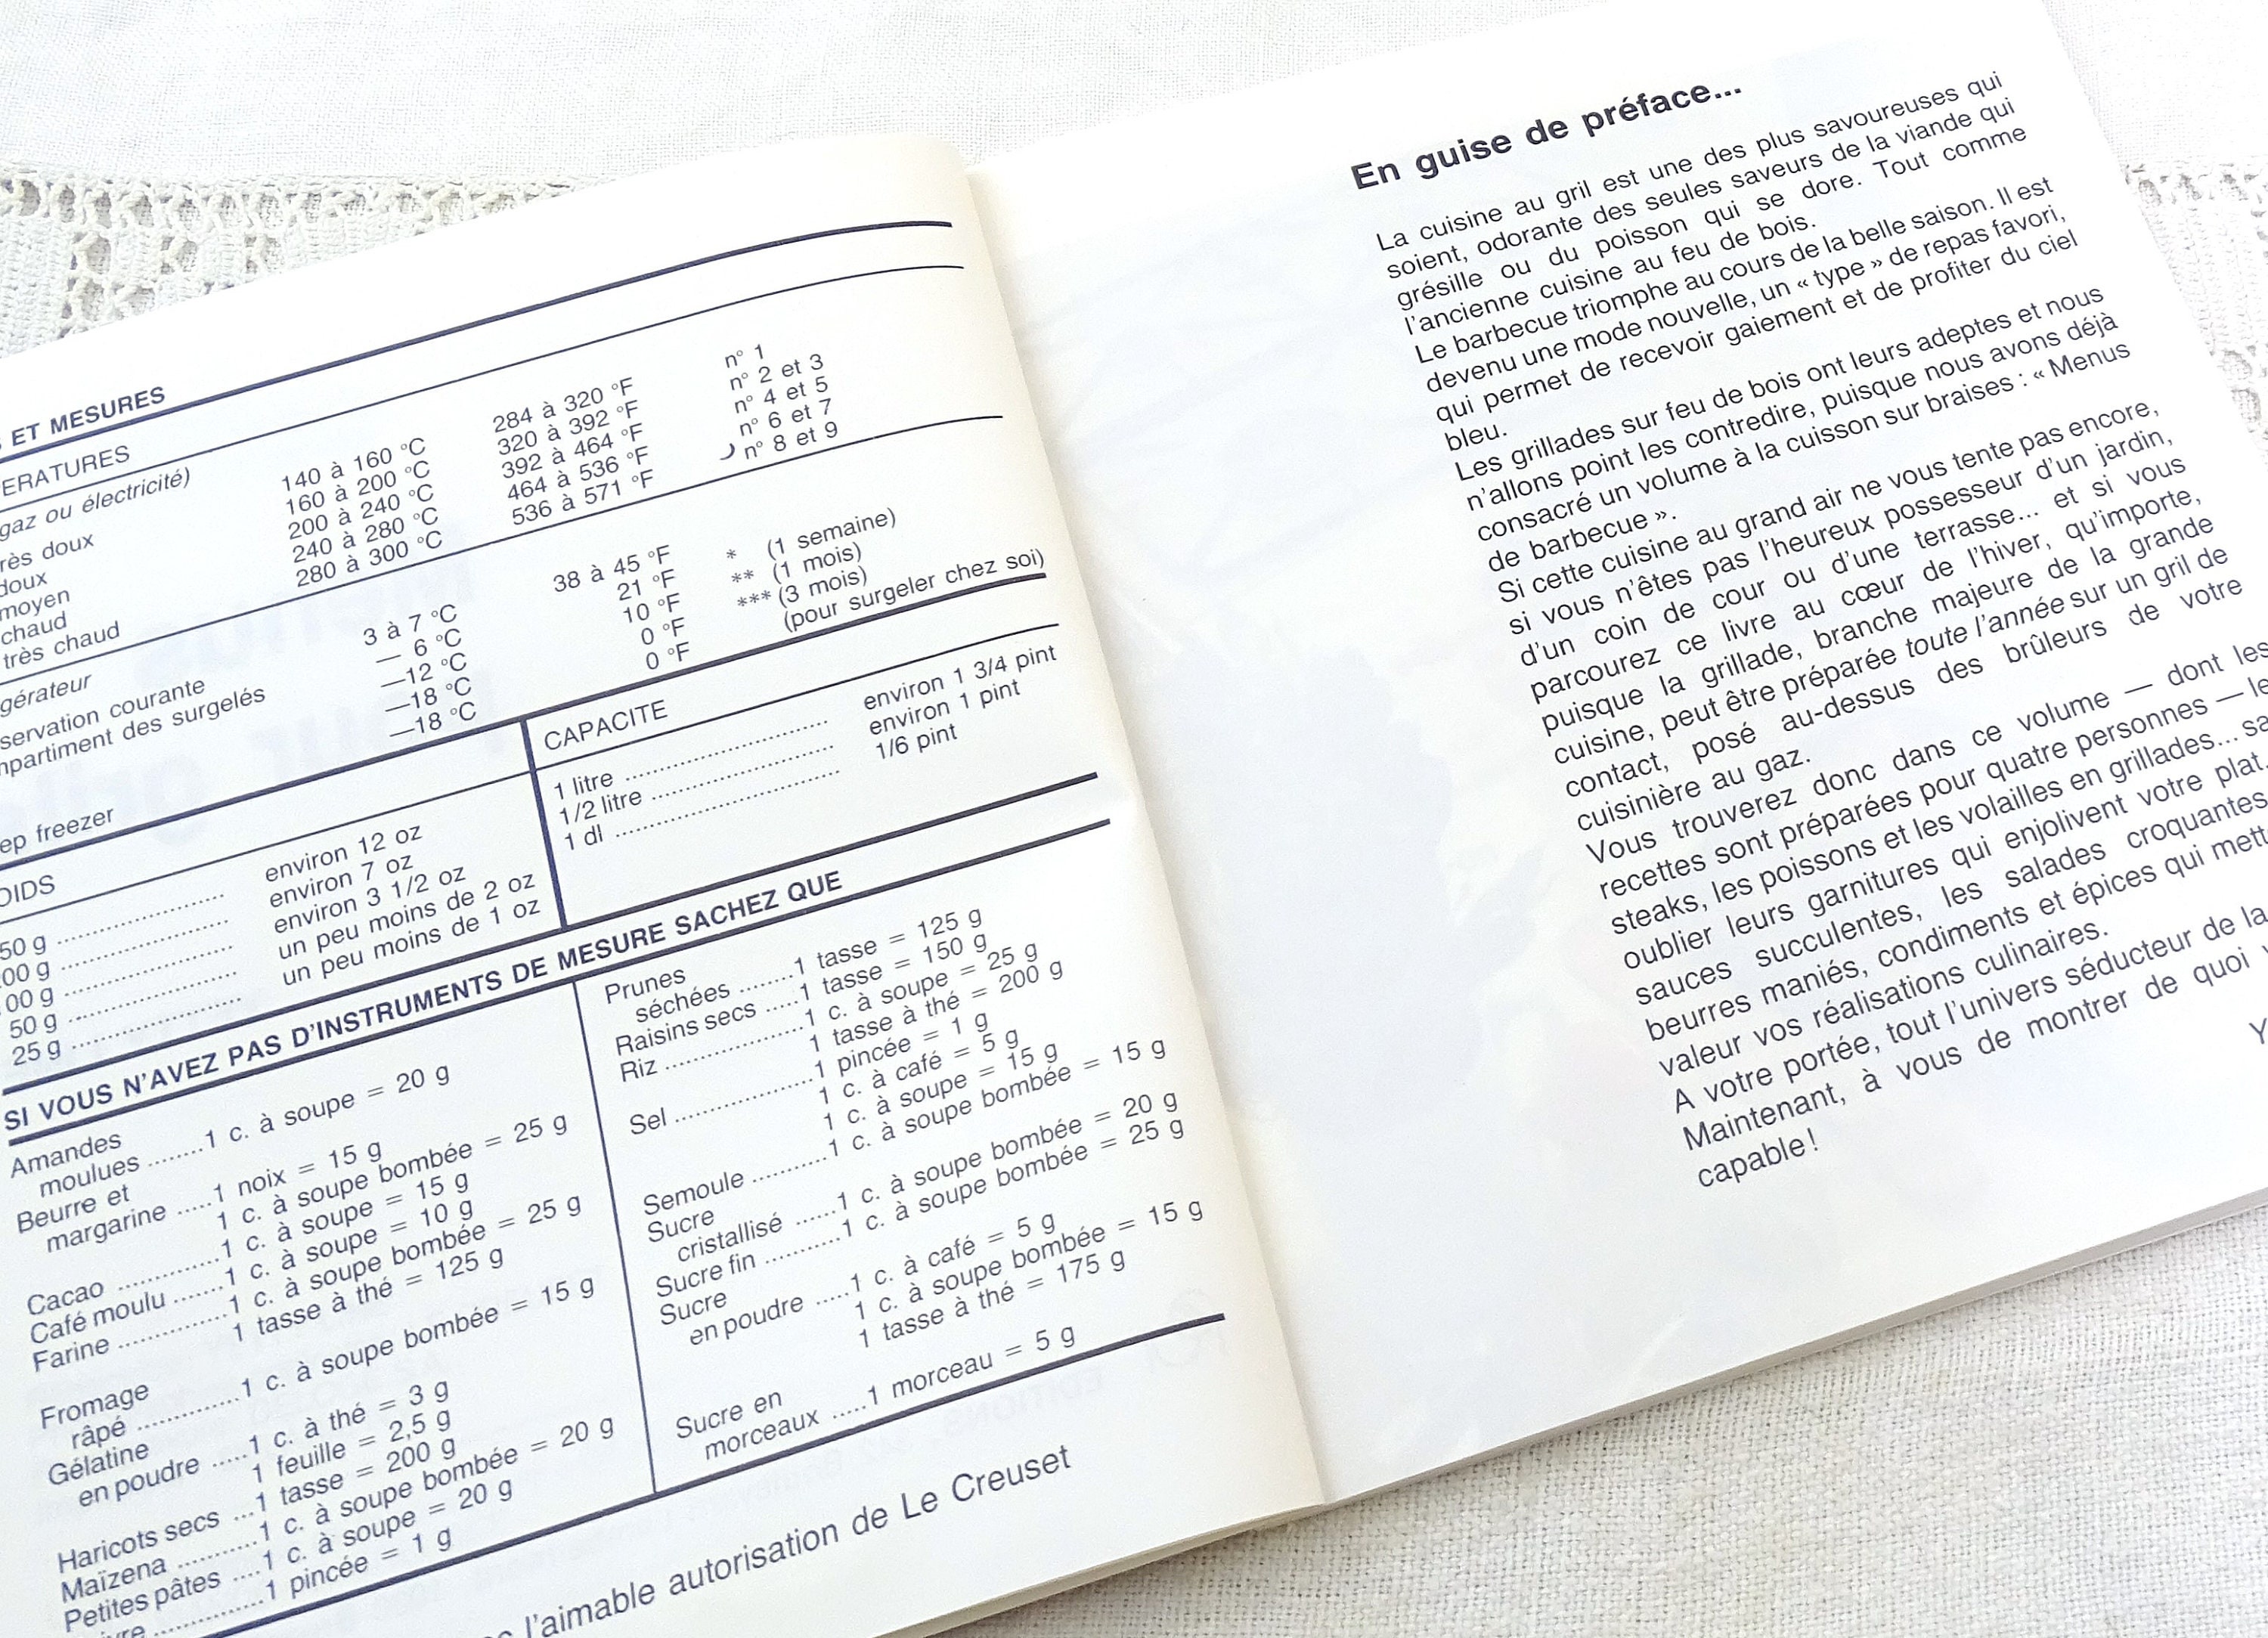 ET MESURES
gaz ou électricité)
doux 140 à 160 °C 284 à 320 °F n° 1
doux 160 à 200 °C 320 à 392 °F n° 2 et 3
moyen 200 à 240 °C 392 à 464 °F n° 4 et 5
chaud 240 à 280 °C 464 à 536 °F n° 6 et 7
très chaud 280 à 300 °C 536 à 571 °F n° 8 et 9
3 à 7 °C 38 à 45 °F * (1 semaine)
courante — 6 °C 21 °F ** (1 mois)
des surgelés —12 °C 10 °F *** (3 mois)
—18 °C 0 °F (pour surgeler chez soi)
freezer —18 °C 0 °F
50 g .......... environ 12 oz
00 g .......... environ 7 oz
00 g .......... environ 3 1/2 oz
50 g .......... un peu moins de 2 oz
25 g .......... un peu moins de 1 oz
CAPACITE
1 litre .......... environ 1 3/4 pint
1/2 litre .......... environ 1 pint
1 dl .......... 1/6 pint
SI VOUS N'AVEZ PAS D'INSTRUMENTS DE MESURE SACHEZ QUE
Amandes
moulues ........1 c. à soupe = 20 g
Beurre et
margarine .....1 noix = 15 g
1 c. à soupe bombée = 25 g
Cacao ..............1 c. à soupe = 15 g
Café moulu .......1 c. à soupe = 10 g
Farine ...............1 c. à soupe bombée = 25 g
1 tasse à thé = 125 g
Fromage
râpé ..............1 c. à soupe bombée = 15 g
Gélatine
en poudre .....1 c. à thé = 3 g
1 feuille = 2,5 g
Haricots secs ...1 tasse = 200 g
Maïzena ...........1 c. à soupe bombée = 20 g
Petites pâtes ....1 c. à soupe = 20 g
...............1 pincée = 1 g
Prunes
séchées ........1 tasse = 125 g
Raisins secs .....1 tasse = 150 g
Riz ...................1 c. à soupe = 25 g
1 tasse à thé = 200 g
Sel ...................1 pincée = 1 g
1 c. à café = 5 g
1 c. à soupe = 15 g
Semoule ...........1 c. à soupe bombée = 15 g
Sucre
cristallisé ......1 c. à soupe bombée = 20 g
Sucre fin ...........1 c. à soupe bombée = 25 g
Sucre
en poudre .....1 c. à café = 5 g
1 c. à soupe bombée = 15 g
1 tasse à thé = 175 g
Sucre en
morceaux .....1 morceau = 5 g
l'aimable autorisation de Le Creuset
En guise de préface...
La cuisine au gril est une des plus savoureuses qui
soient, odorante des seules saveurs de la viande qui
grésille ou du poisson qui se dore. Tout comme
l'ancienne cuisine au feu de bois.
Le barbecue triomphe au cours de la belle saison. Il est
devenu une mode nouvelle, un « type » de repas favori,
qui permet de recevoir gaiement et de profiter du ciel
bleu.
Les grillades sur feu de bois ont leurs adeptes et nous
n'allons point les contredire, puisque nous avons déjà
consacré un volume à la cuisson sur braises : « Menus
de barbecue ».
Si cette cuisine au grand air ne vous tente pas encore,
si vous n'êtes pas l'heureux possesseur d'un jardin,
d'un coin de cour ou d'une terrasse... et si vous
parcourez ce livre au cœur de l'hiver, qu'importe,
puisque la grillade, branche majeure de la grande
cuisine, peut être préparée toute l'année sur un gril de
contact, posé au-dessus des brûleurs de votre
cuisinière au gaz.
Vous trouverez donc dans ce volume — dont les
recettes sont préparées pour quatre personnes — le
steaks, les poissons et les volailles en grillades... sa
oublier leurs garnitures qui enjolivent votre plat.
sauces succulentes, les salades croquantes
beurres maniés, condiments et épices qui mett
valeur vos réalisations culinaires.
A votre portée, tout l'univers séducteur de la
Maintenant, à vous de montrer de quoi v
capable !